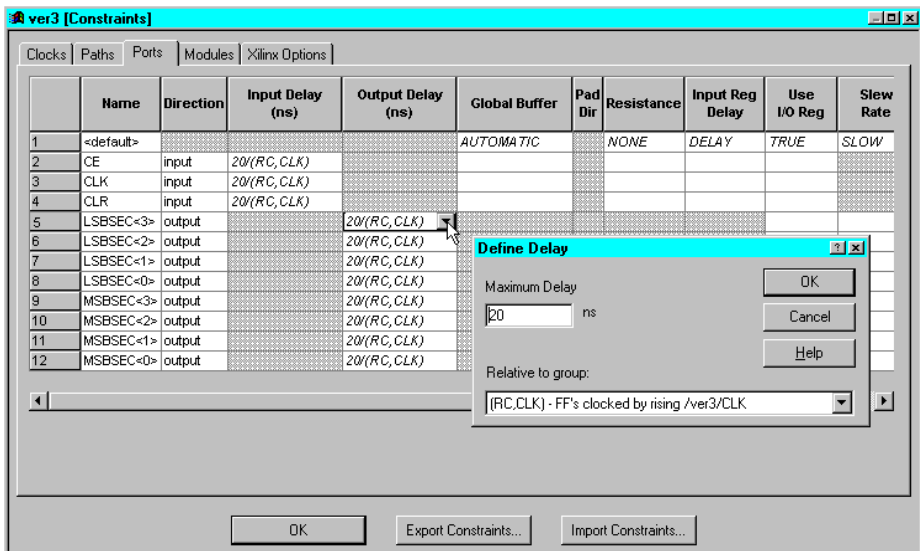 ver3 [Constraints]
Clocks Paths Ports Modules Xilinx Options
Name Direction Input Delay (ns) Output Delay (ns) Global Buffer Pad Dir Resistance Input Reg Delay Use I/O Reg Slew Rate
1 <default> AUTOMATIC NONE DELAY TRUE SLOW
2 CE input 20/(RC,CLK)
3 CLK input 20/(RC,CLK)
4 CLR input 20/(RC,CLK)
5 LSBSEC<3> output 20/(RC,CLK)
6 LSBSEC<2> output 20/(RC,CLK)
7 LSBSEC<1> output 20/(RC,CLK)
8 LSBSEC<0> output 20/(RC,CLK)
9 MSBSEC<3> output 20/(RC,CLK)
10 MSBSEC<2> output 20/(RC,CLK)
11 MSBSEC<1> output 20/(RC,CLK)
12 MSBSEC<0> output 20/(RC,CLK)
Define Delay
Maximum Delay
20 ns
OK
Cancel
Help
Relative to group:
(RC,CLK) - FF's clocked by rising /ver3/CLK
OK Export Constraints... Import Constraints...